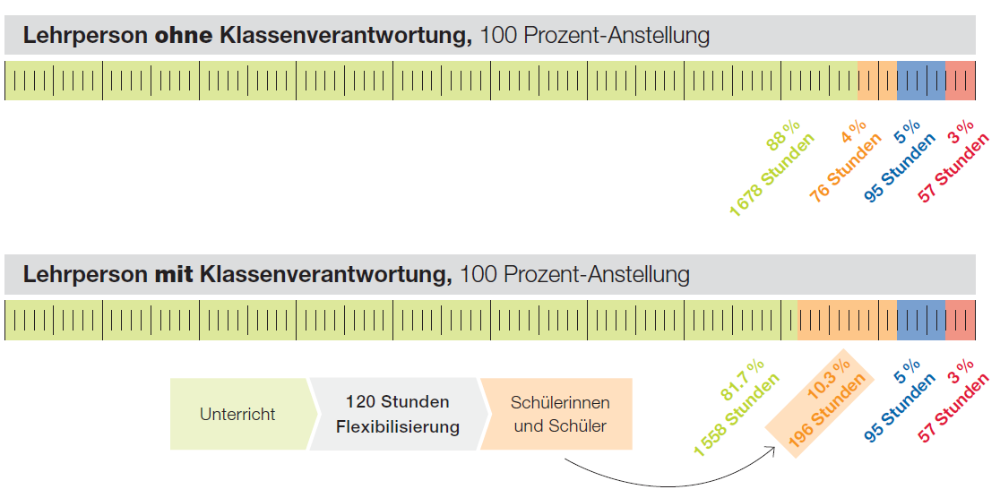 Lehrperson ohne Klassenverantwortung, 100 Prozent-Anstellung
88 %
1 678 Stunden
4 %
76 Stunden
5 %
95 Stunden
3 %
57 Stunden
Lehrperson mit Klassenverantwortung, 100 Prozent-Anstellung
Unterricht
120 Stunden
Flexibilisierung
Schülerinnen
und Schüler
81.7 %
1 558 Stunden
10.3 %
196 Stunden
5 %
95 Stunden
3 %
57 Stunden